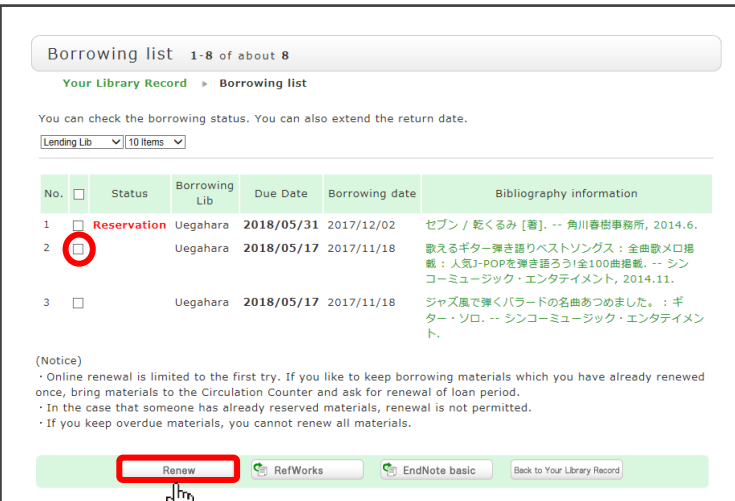 Borrowing list 1-8 of about 8
Your Library Record ▶ Borrowing list
You can check the borrowing status. You can also extend the return date.
Lending Lib 10 Items
No. Status Borrowing Lib Due Date Borrowing date Bibliography information
1 Reservation Uegahara 2018/05/31 2017/12/02 セブン / 乾くるみ [著]. -- 角川春樹事務所, 2014.6.
2 Uegahara 2018/05/17 2017/11/18 歌えるギター弾き語りベストソングス : 全曲歌メロ掲
載 : 人気J-POPを弾き語ろう!全100曲掲載. -- シン
コーミュージック・エンタテイメント, 2014.11.
3 Uegahara 2018/05/17 2017/11/18 ジャズ風で弾くバラードの名曲あつめました。 : ギ
ター・ソロ. -- シンコーミュージック・エンタテイメン
ト.
(Notice)
・Online renewal is limited to the first try. If you like to keep borrowing materials which you have already renewed
once, bring materials to the Circulation Counter and ask for renewal of loan period.
・In the case that someone has already reserved materials, renewal is not permitted.
・If you keep overdue materials, you cannot renew all materials.
Renew RefWorks EndNote basic Back to Your Library Record